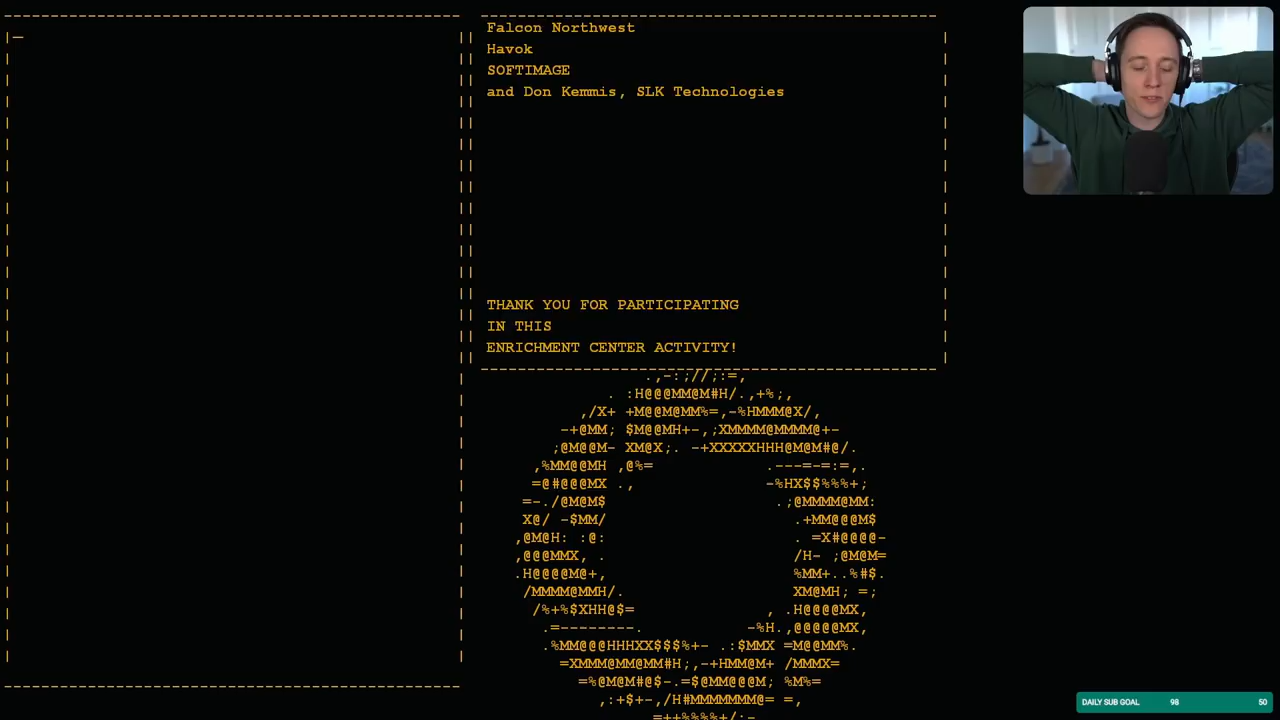 Falcon Northwest
Havok
SOFTIMAGE
and Don Kemmis, SLK Technologies
THANK YOU FOR PARTICIPATING
IN THIS
ENRICHMENT CENTER ACTIVITY!
DAILY SUB GOAL 98 50